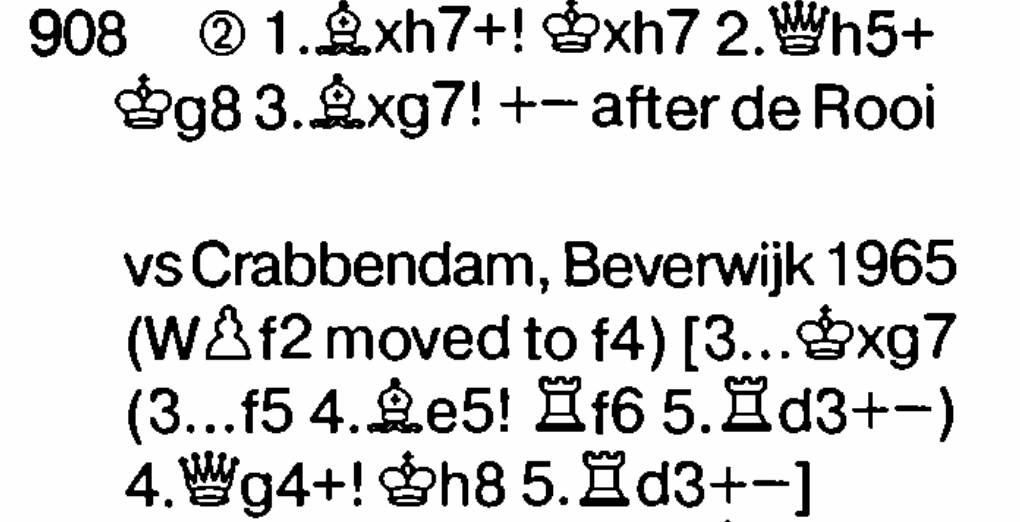 908 ② 1.♗xh7+! ♔xh7 2.♕h5+
♔g8 3.♗xg7! +− after de Rooi
vs Crabbendam, Beverwijk 1965
(W♙f2 moved to f4) [3...♔xg7
(3...f5 4.♗e5! ♖f6 5.♖d3+−)
4.♕g4+! ♔h8 5.♖d3+−]